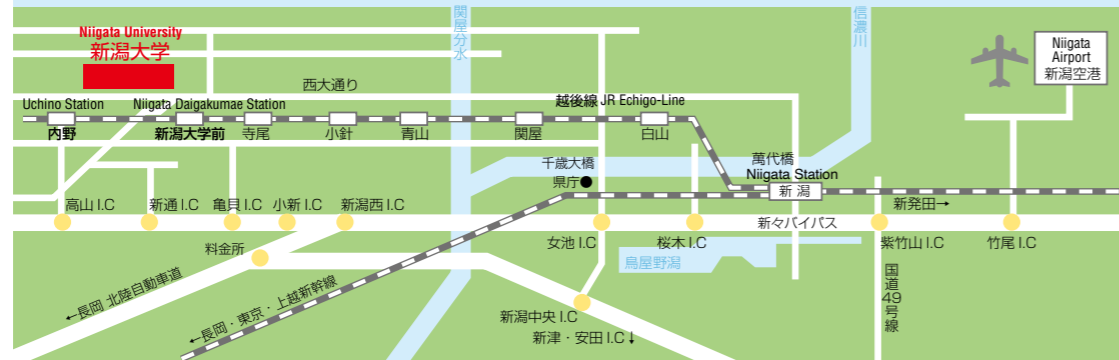 Niigata University
新潟大学
関屋分水
信濃川
Niigata
Airport
新潟空港
西大通り
Uchino Station
Niigata Daigakumae Station
越後線 JR Echigo-Line
内野
新潟大学前
寺尾
小針
青山
関屋
白山
千歳大橋
県庁
萬代橋
Niigata Station
新 潟
新発田→
高山 I.C
新通 I.C
亀貝 I.C
小新 I.C
新潟西 I.C
新々バイパス
料金所
女池 I.C
桜木 I.C
紫竹山 I.C
竹尾 I.C
鳥屋野潟
国道49号線
←長岡 北陸自動車道
←長岡・東京・上越新幹線
新潟中央 I.C
新津・安田 I.C↓